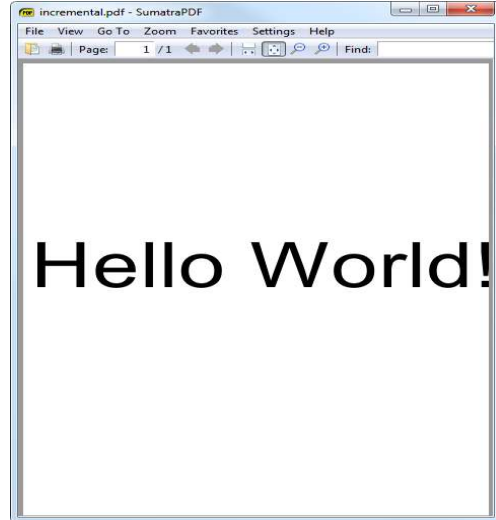 incremental.pdf - SumatraPDF
File View Go To Zoom Favorites Settings Help
Page: 1 / 1 Find:
Hello World!